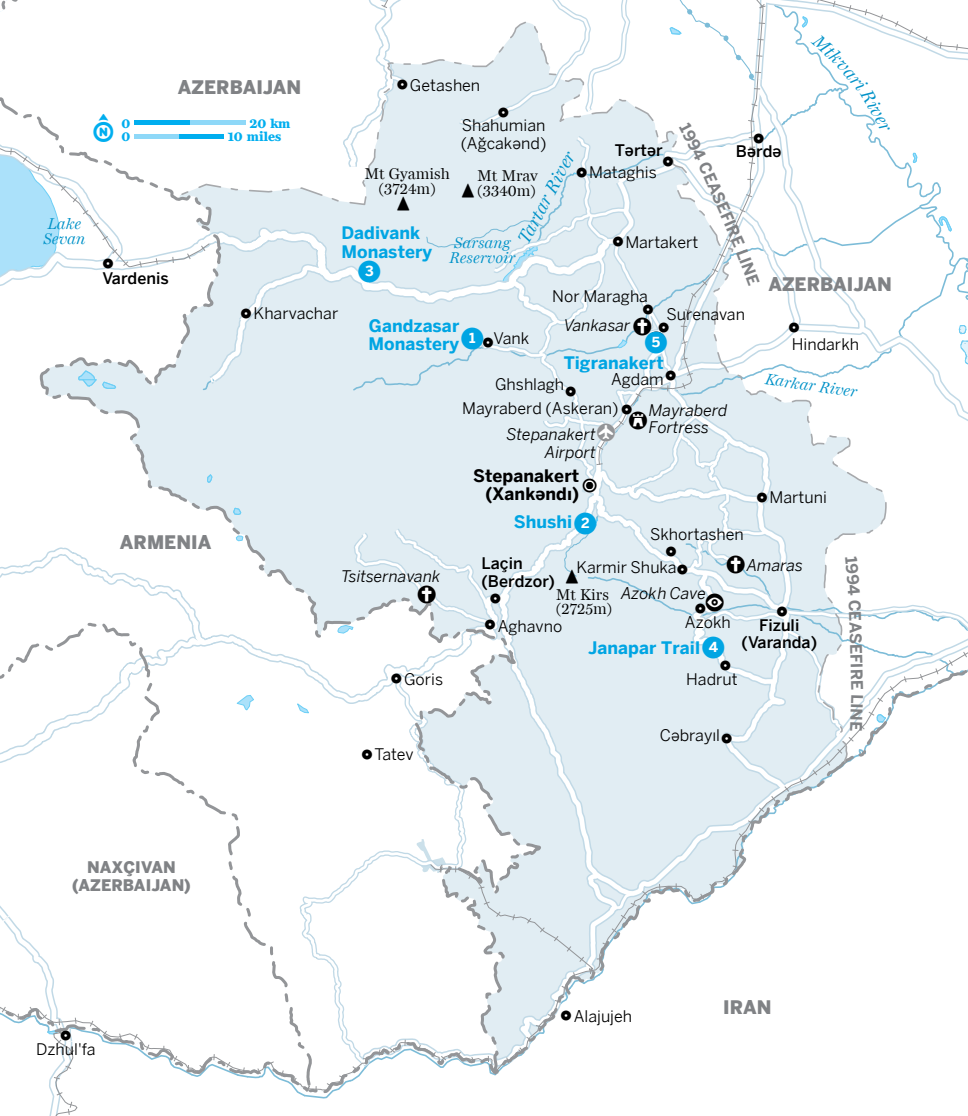 Getashen
AZERBAIJAN
Shahumian
(Ağcakənd)
0
20 km
0
10 miles
N
Mtkvari River
1994 CEASEFIRE LINE
Tərtər
Bərdə
Mataghis
Mt Gyamish
(3724m)
Mt Mrav
(3340m)
Tartar River
Lake
Sevan
Dadivank
Monastery
3
Sarsang
Reservoir
Martakert
Vardenis
AZERBAIJAN
Kharvachar
Nor Maragha
Surenavan
Vankasar
Gandzasar
Monastery
1
Vank
5
Hindarkh
Tigranakert
Agdam
Ghshlagh
Karkar River
Mayraberd (Askeran)
Mayraberd
Fortress
Stepanakert
Airport
Stepanakert
(Xankəndı)
Martuni
Shushi
2
ARMENIA
Skhortashen
Laçin
(Berdzor)
Karmir Shuka
Amaras
Tsitsernavank
Mt Kirs
(2725m)
Azokh Cave
1994 CEASEFIRE LINE
Aghavno
Azokh
Fizuli
(Varanda)
Janapar Trail
4
Goris
Hadrut
Cəbrayıl
Tatev
NAXÇIVAN
(AZERBAIJAN)
IRAN
Alajujeh
Dzhul'fa